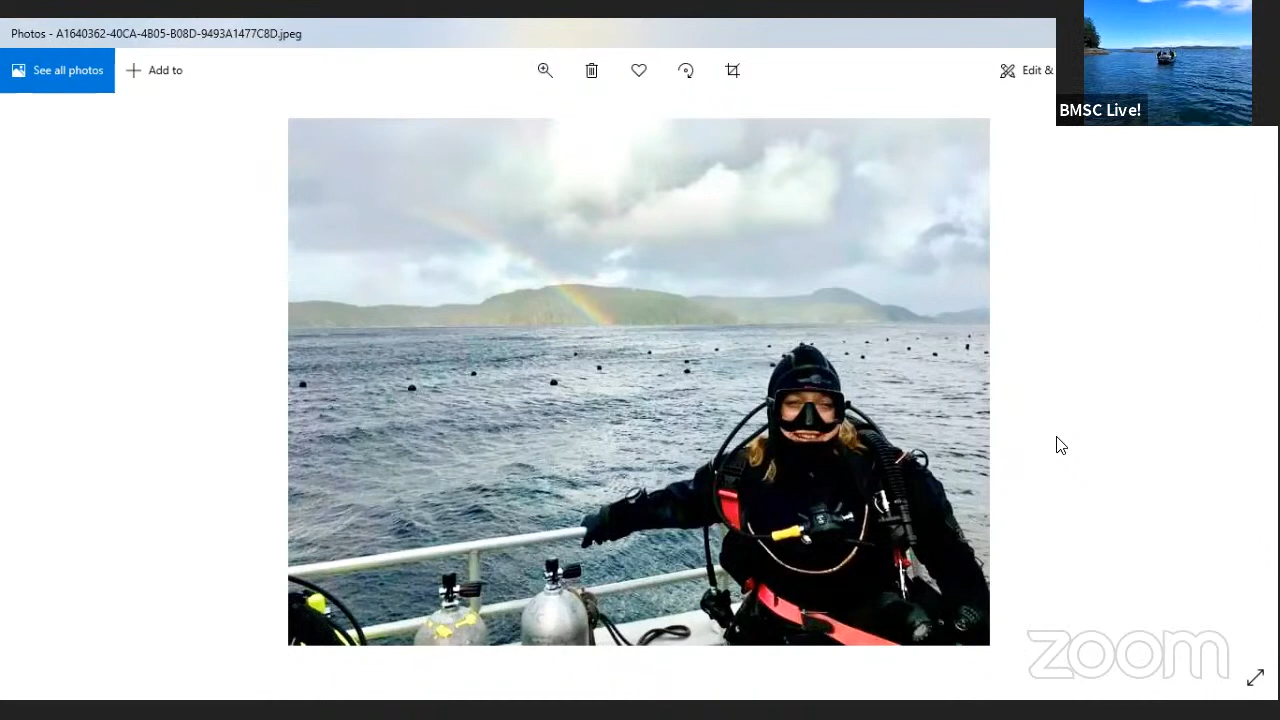 Photos - A1640362-40CA-4B05-B08D-9493A1477C8D.jpeg
See all photos
Add to
Edit &
BMSC Live!
zoom